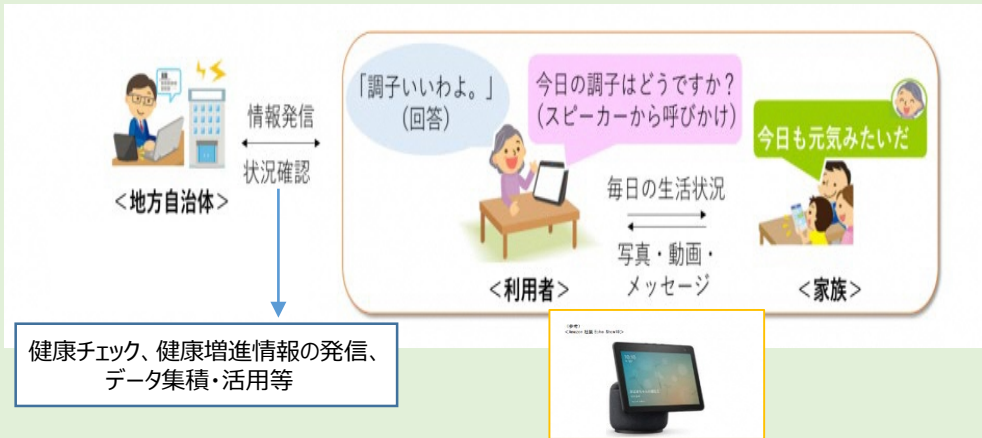 「調子いいわよ。」
(回答)
今日の調子はどうですか？
(スピーカーから呼びかけ)
今日も元気みたいだ
情報発信
状況確認
＜地方自治体＞
毎日の生活状況
写真・動画・
メッセージ
＜利用者＞
＜家族＞
健康チェック、健康増進情報の発信、
データ集積・活用等